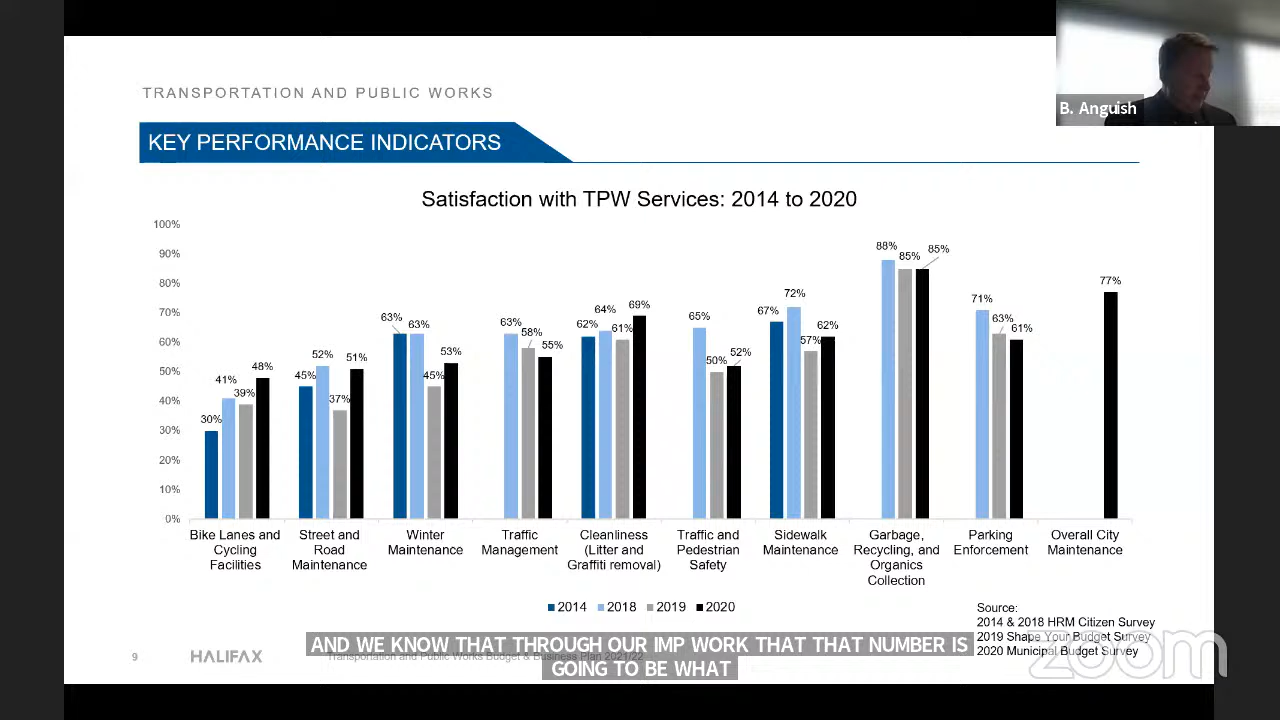 B. Anguish
TRANSPORTATION AND PUBLIC WORKS
KEY PERFORMANCE INDICATORS
Satisfaction with TPW Services: 2014 to 2020
100%
90%
80%
70%
60%
50%
40%
30%
20%
10%
0%
30% 41% 39% 48%
45% 52% 37% 51%
63% 63% 45% 53%
63% 58% 55%
62% 64% 61% 69%
65% 50% 52%
67% 72% 57% 62%
88% 85% 85%
71% 63% 61%
77%
Bike Lanes and
Cycling
Facilities
Street and
Road
Maintenance
Winter
Maintenance
Traffic
Management
Cleanliness
(Litter and
Graffiti removal)
Traffic and
Pedestrian
Safety
Sidewalk
Maintenance
Garbage,
Recycling, and
Organics
Collection
Parking
Enforcement
Overall City
Maintenance
2014 2018 2019 2020
Source:
2014 & 2018 HRM Citizen Survey
2019 Shape Your Budget Survey
2020 Municipal Budget Survey
AND WE KNOW THAT THROUGH OUR IMP WORK THAT THAT NUMBER IS
GOING TO BE WHAT
9 HALIFAX Transportation and Public Works Budget & Business Plan 2021/22
zoom